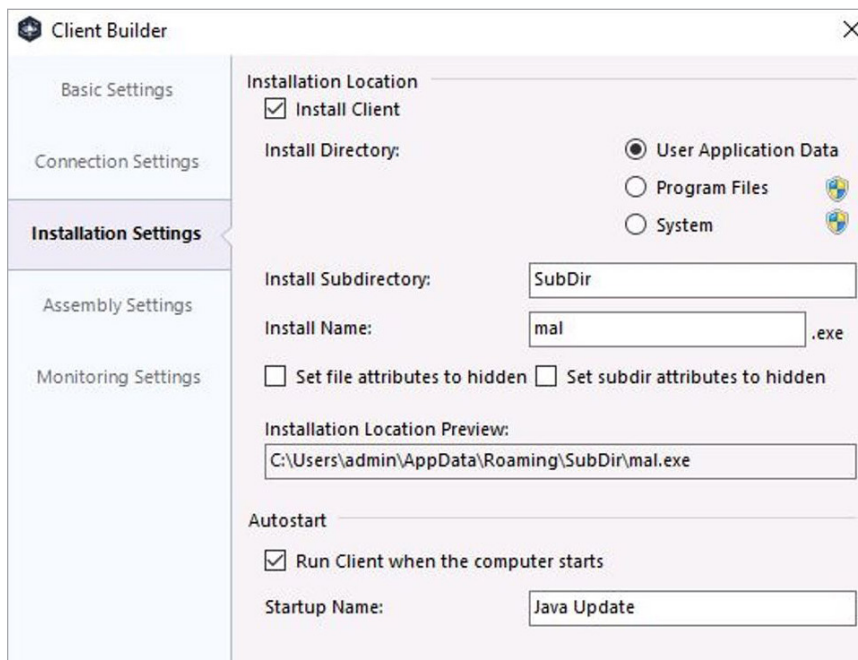 Client Builder
Basic Settings
Connection Settings
Installation Settings
Assembly Settings
Monitoring Settings
Installation Location
Install Client
Install Directory:
User Application Data
Program Files
System
Install Subdirectory:
SubDir
Install Name:
mal
.exe
Set file attributes to hidden
Set subdir attributes to hidden
Installation Location Preview:
C:\Users\admin\AppData\Roaming\SubDir\mal.exe
Autostart
Run Client when the computer starts
Startup Name:
Java Update